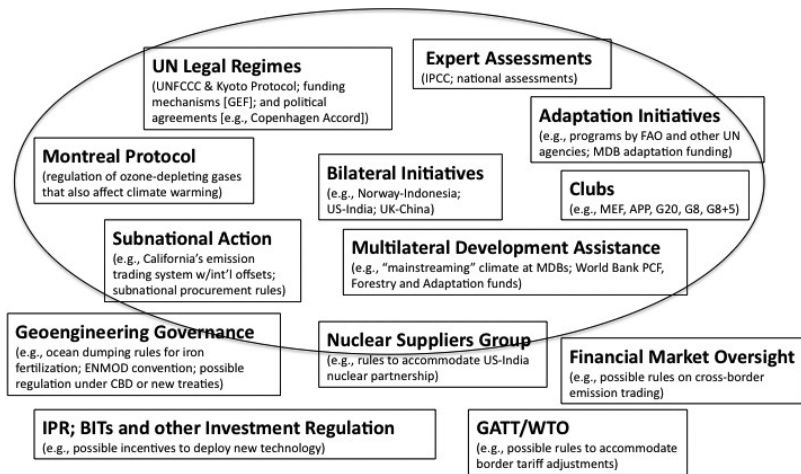 UN Legal Regimes
(UNFCCC & Kyoto Protocol; funding
mechanisms [GEF]; and political
agreements [e.g., Copenhagen Accord])
Expert Assessments
(IPCC; national assessments)
Adaptation Initiatives
(e.g., programs by FAO and other UN
agencies; MDB adaptation funding)
Montreal Protocol
(regulation of ozone-depleting gases
that also affect climate warming)
Bilateral Initiatives
(e.g., Norway-Indonesia;
US-India; UK-China)
Clubs
(e.g., MEF, APP, G20, G8, G8+5)
Subnational Action
(e.g., California's emission
trading system w/int'l offsets;
subnational procurement rules)
Multilateral Development Assistance
(e.g., "mainstreaming" climate at MDBs; World Bank PCF,
Forestry and Adaptation funds)
Geoengineering Governance
(e.g., ocean dumping rules for iron
fertilization; ENMOD convention; possible
regulation under CBD or new treaties)
Nuclear Suppliers Group
(e.g., rules to accommodate US-India
nuclear partnership)
Financial Market Oversight
(e.g., possible rules on cross-border
emission trading)
IPR; BITs and other Investment Regulation
(e.g., possible incentives to deploy new technology)
GATT/WTO
(e.g., possible rules to accommodate
border tariff adjustments)